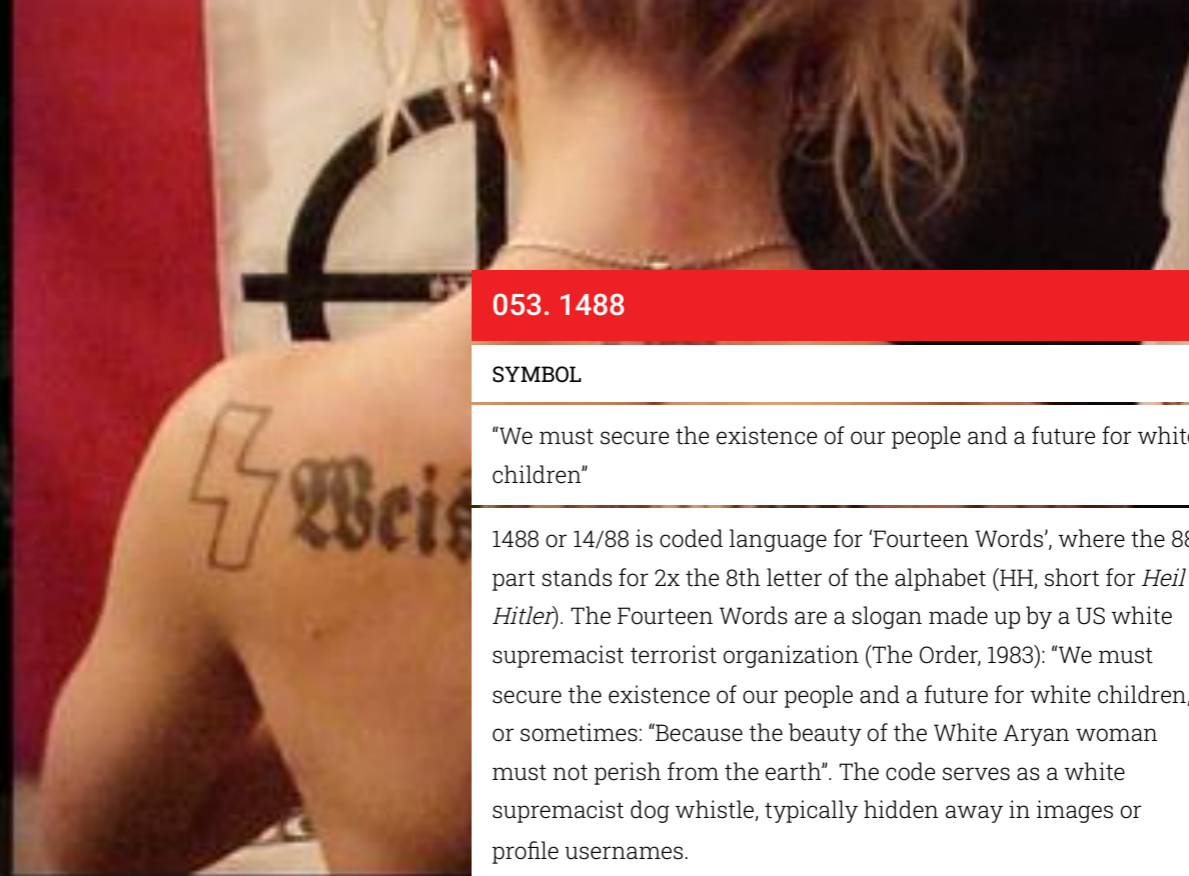 Weis
053. 1488
SYMBOL
“We must secure the existence of our people and a future for white
children”
1488 or 14/88 is coded language for ‘Fourteen Words’, where the 88
part stands for 2x the 8th letter of the alphabet (HH, short for Heil
Hitler). The Fourteen Words are a slogan made up by a US white
supremacist terrorist organization (The Order, 1983): “We must
secure the existence of our people and a future for white children,
or sometimes: “Because the beauty of the White Aryan woman
must not perish from the earth”. The code serves as a white
supremacist dog whistle, typically hidden away in images or
profile usernames.